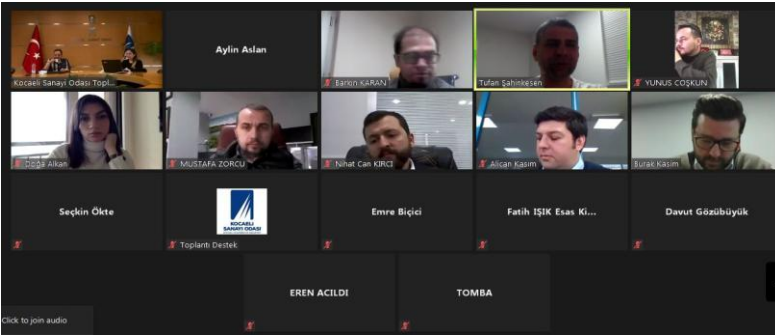 Kocaeli Sanayi Odası Topl...
Aylin Aslan
Barkın KARAN
Tufan Şahinkesen
YUNUS COŞKUN
Doğa Alkan
MUSTAFA ZORCU
Nihat Can KIRCI
Alican Kasım
Burak Kasım
Seçkin Ökte
KOCAELİ
SANAYİ ODASI
Toplantı Destek
Emre Biçici
Fatih IŞIK Esas Ki...
Davut Gözübüyük
EREN ACILDI
TOMBA
Click to join audio